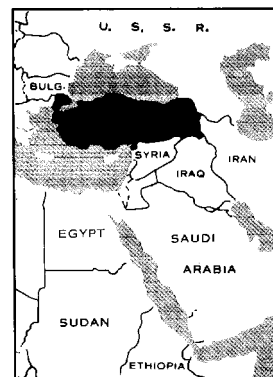 U. S. S. R.
BULG.
SYRIA
IRAN
IRAQ
EGYPT
SAUDI
ARABIA
SUDAN
ETHIOPIA